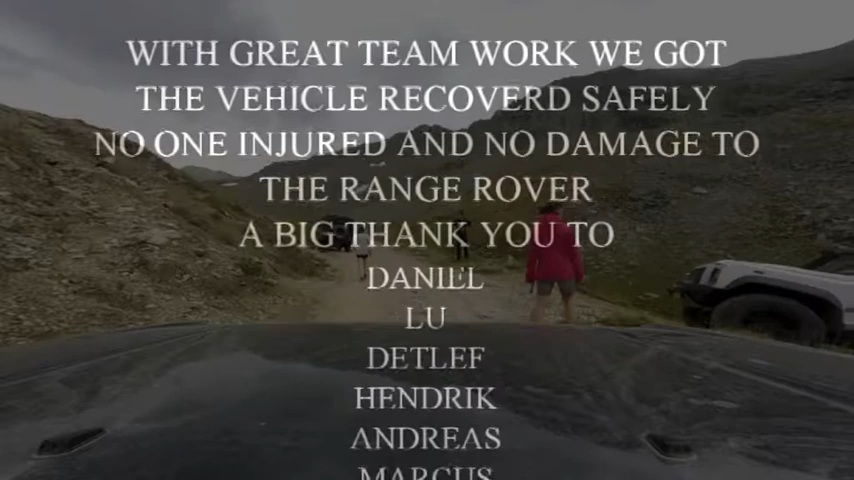 WITH GREAT TEAM WORK WE GOT
THE VEHICLE RECOVERD SAFELY
NO ONE INJURED AND NO DAMAGE TO
THE RANGE ROVER
A BIG THANK YOU TO
DANIEL
LU
DETLEF
HENDRIK
ANDREAS
MARCUS